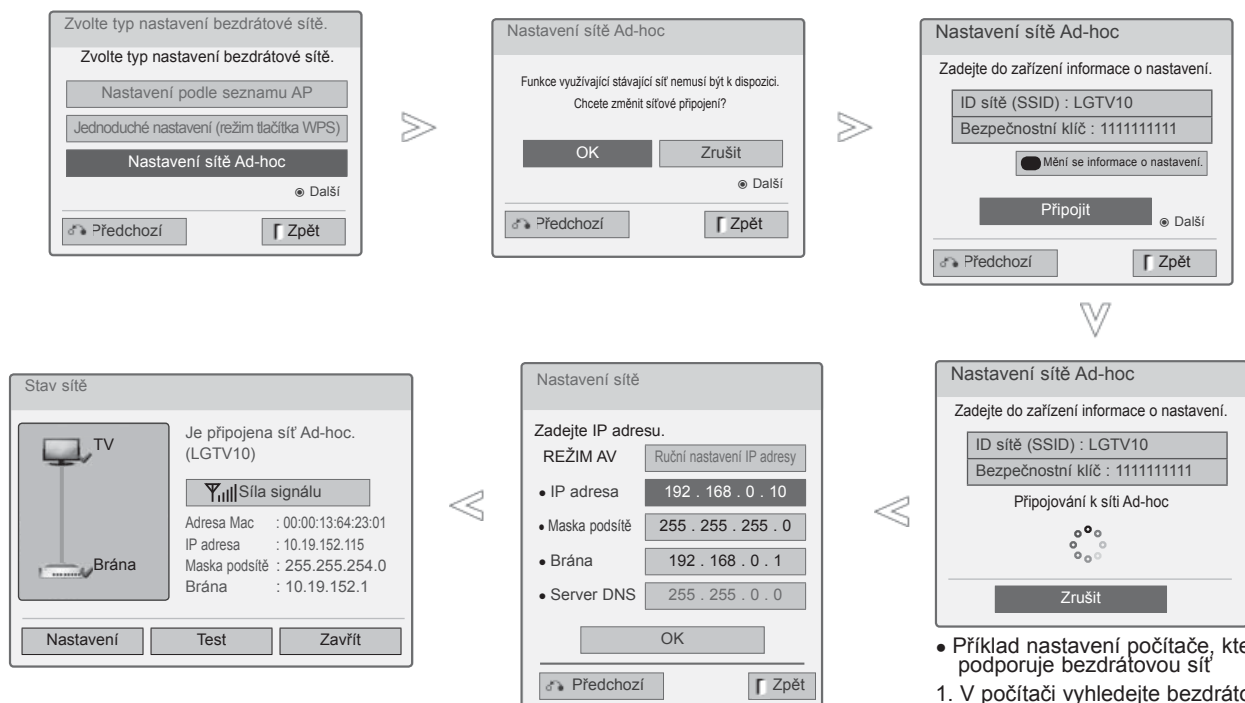 Zvolte typ nastavení bezdrátové sítě.
Zvolte typ nastavení bezdrátové sítě.
Nastavení podle seznamu AP
Jednoduché nastavení (režim tlačítka WPS)
Nastavení sítě Ad-hoc
Další
Předchozí
Zpět
Nastavení sítě Ad-hoc
Funkce využívající stávající síť nemusí být k dispozici.
Chcete změnit síťové připojení?
OK Zrušit
Další
Předchozí
Zpět
Nastavení sítě Ad-hoc
Zadejte do zařízení informace o nastavení.
ID sítě (SSID) : LGTV10
Bezpečnostní klíč : 1111111111
Mění se informace o nastavení.
Připojit
Další
Předchozí
Zpět
Nastavení sítě Ad-hoc
Zadejte do zařízení informace o nastavení.
ID sítě (SSID) : LGTV10
Bezpečnostní klíč : 1111111111
Připojování k síti Ad-hoc
Zrušit
• Příklad nastavení počítače,
podporuje bezdrátovou síť
1. V počítači vyhledejte
Nastavení sítě
Zadejte IP adresu.
REŽIM AV Ruční nastavení IP adresy
• IP adresa 192 . 168 . 0 . 10
• Maska podsítě 255 . 255 . 255 . 0
• Brána 192 . 168 . 0 . 1
• Server DNS 255 . 255 . 0 . 0
OK
Předchozí
Zpět
Stav sítě
TV
Brána
Je připojena síť Ad-hoc.
(LGTV10)
Síla signálu
Adresa Mac : 00:00:13:64:23:01
IP adresa : 10.19.152.115
Maska podsítě : 255.255.254.0
Brána : 10.19.152.1
Nastavení Test Zavřít